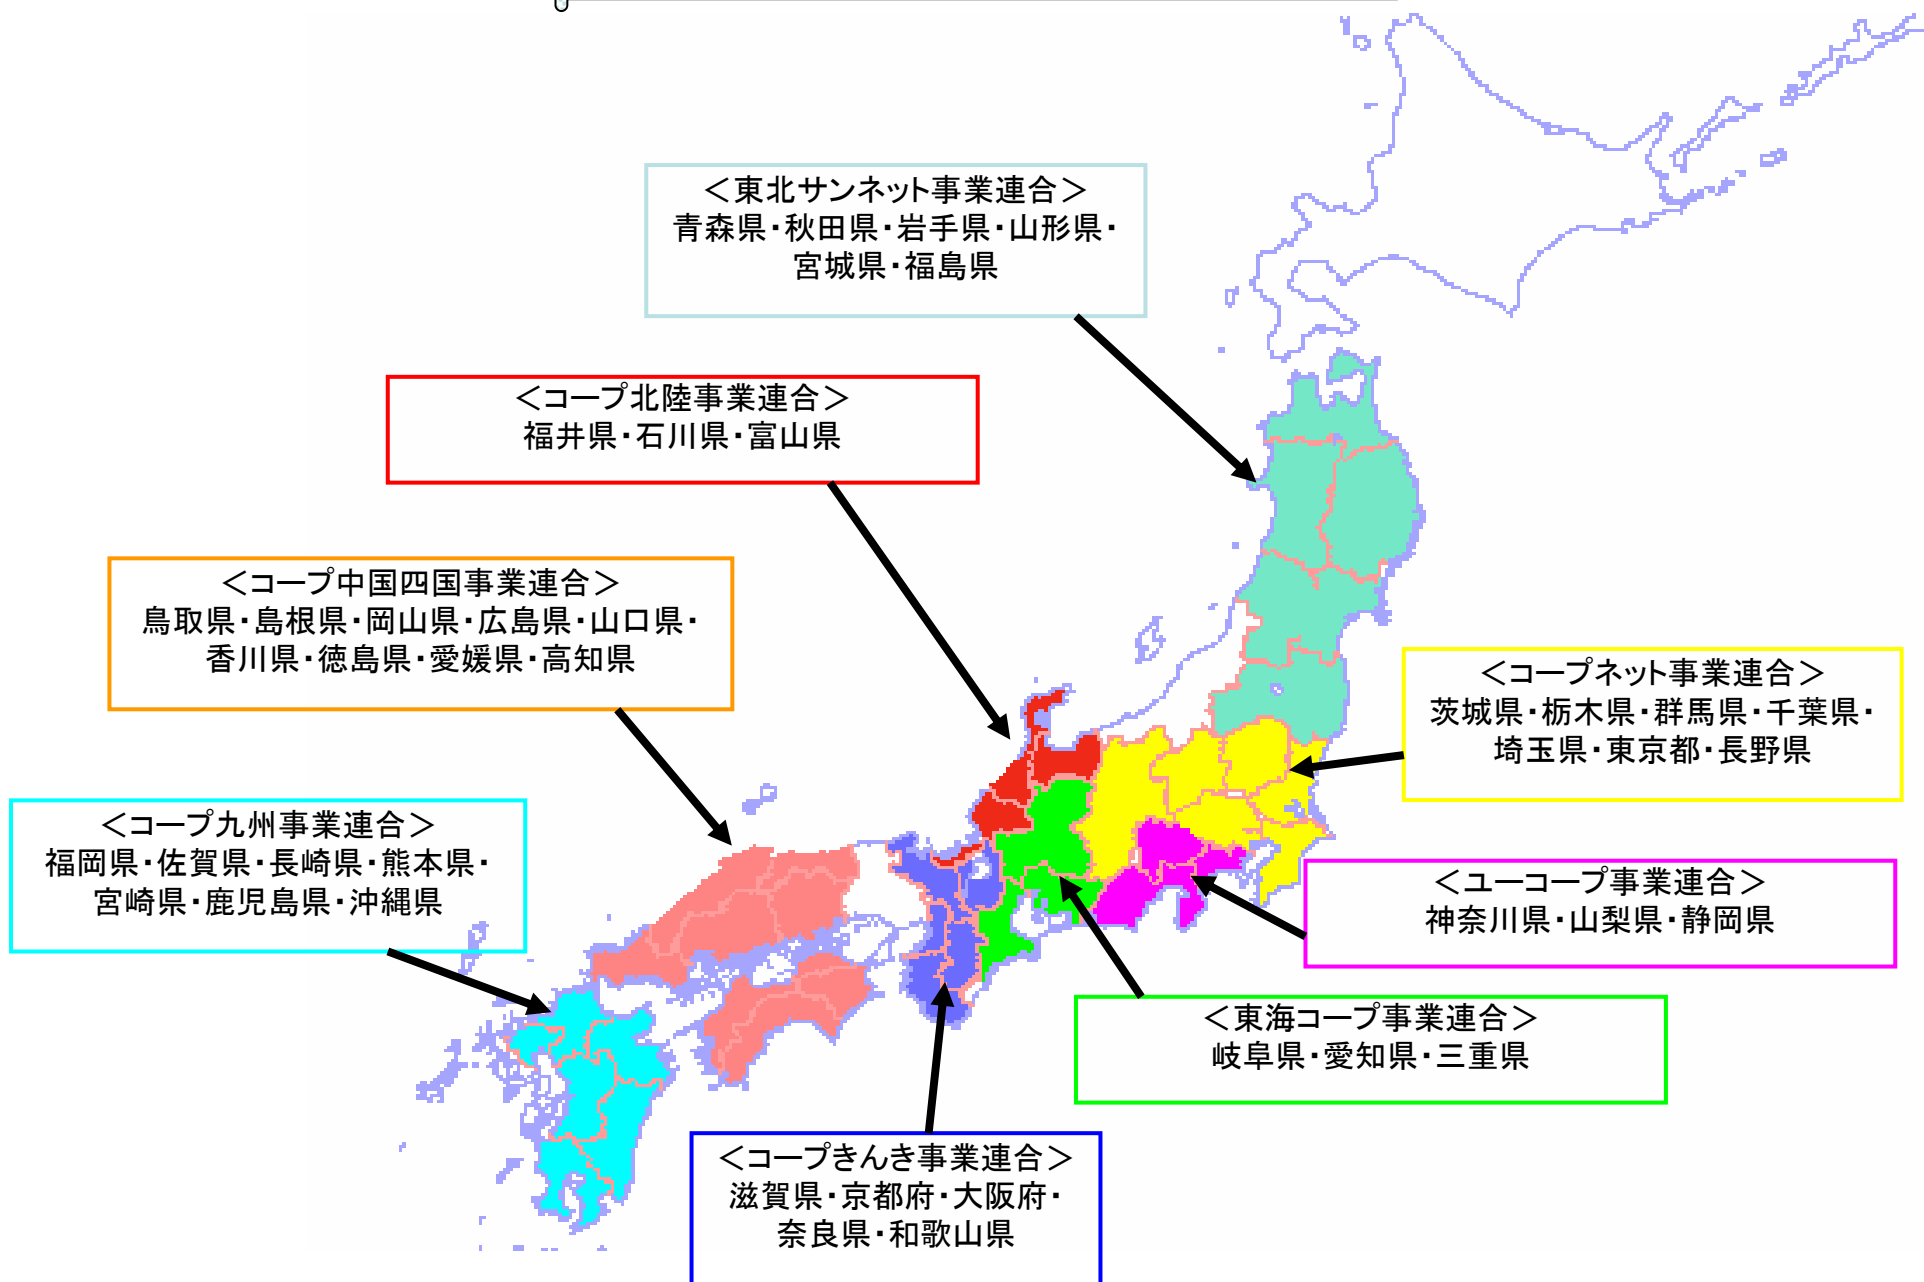 ＜東北サンネット事業連合＞
青森県・秋田県・岩手県・山形県・
宮城県・福島県
＜コープ北陸事業連合＞
福井県・石川県・富山県
＜コープ中国四国事業連合＞
鳥取県・島根県・岡山県・広島県・山口県・
香川県・徳島県・愛媛県・高知県
＜コープネット事業連合＞
茨城県・栃木県・群馬県・千葉県・
埼玉県・東京都・長野県
＜コープ九州事業連合＞
福岡県・佐賀県・長崎県・熊本県・
宮崎県・鹿児島県・沖縄県
＜ユーコープ事業連合＞
神奈川県・山梨県・静岡県
＜東海コープ事業連合＞
岐阜県・愛知県・三重県
＜コープきんき事業連合＞
滋賀県・京都府・大阪府・
奈良県・和歌山県